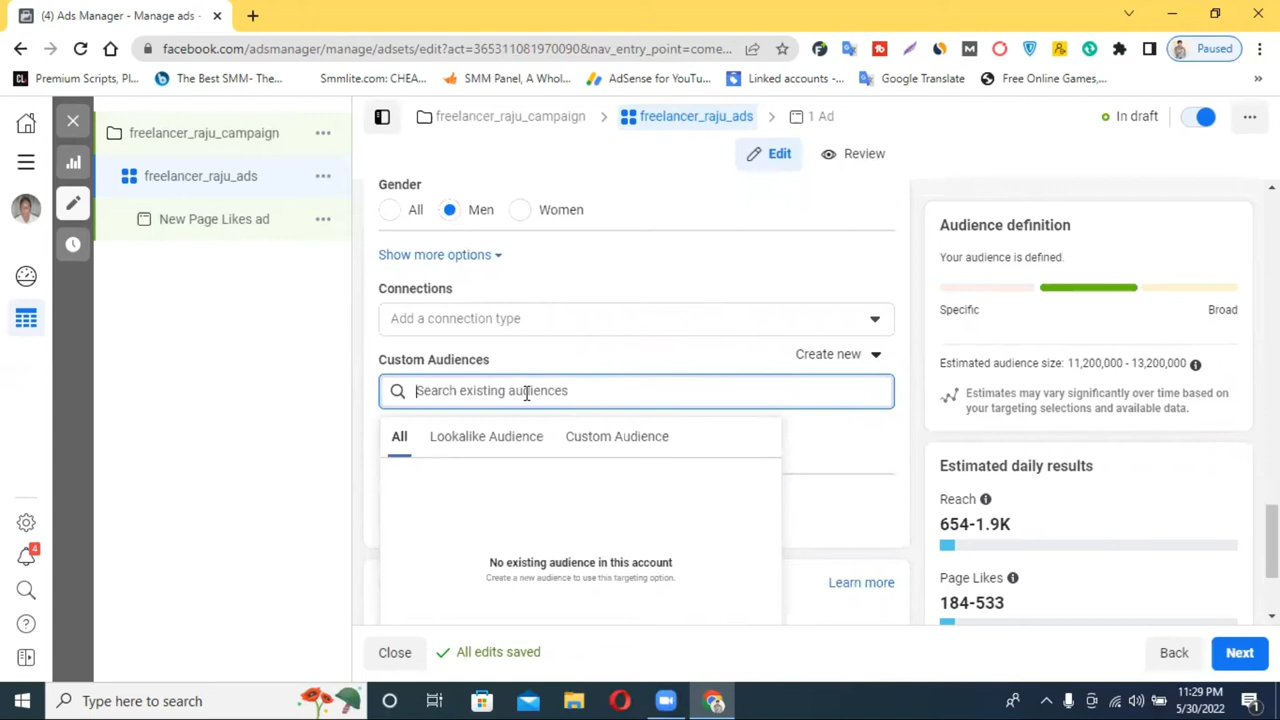 (4) Ads Manager - Manage ads -
facebook.com/adsmanager/manage/adsets/edit?act=3653110819700908&nav_entry_point=come...
Paused
Premium Scripts, Pl...
The Best SMM- The...
Smmlite.com: CHEA...
SMM Panel, A Whol...
AdSense for YouTu...
Linked accounts -...
Google Translate
Free Online Games,...
freelancer_raju_campaign
freelancer_raju_ads
New Page Likes ad
freelancer_raju_campaign
freelancer_raju_ads
1 Ad
In draft
Edit
Review
Gender
All
Men
Women
Show more options
Connections
Add a connection type
Custom Audiences
Create new
Search existing audiences
All
Lookalike Audience
Custom Audience
No existing audience in this account
Create a new audience to use this targeting option.
Learn more
Audience definition
Your audience is defined.
Specific
Broad
Estimated audience size: 11,200,000 - 13,200,000
Estimates may vary significantly over time based on
your targeting selections and available data.
Estimated daily results
Reach
654-1.9K
Page Likes
184-533
Close
All edits saved
Back
Next
4
Type here to search
11:29 PM
5/30/2022
1